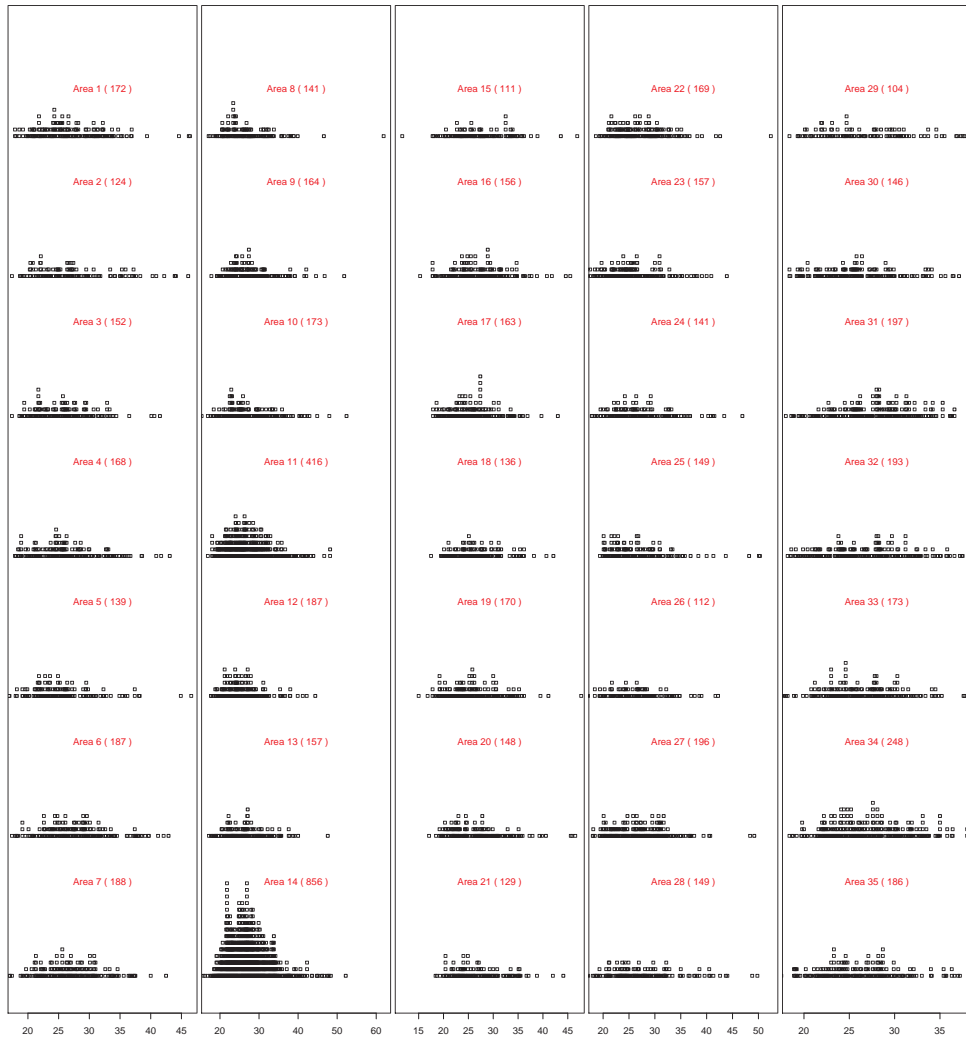 Area 1 ( 172 )
Area 8 ( 141 )
Area 15 ( 111 )
Area 22 ( 169 )
Area 29 ( 104 )
Area 2 ( 124 )
Area 9 ( 164 )
Area 16 ( 156 )
Area 23 ( 157 )
Area 30 ( 146 )
Area 3 ( 152 )
Area 10 ( 173 )
Area 17 ( 163 )
Area 24 ( 141 )
Area 31 ( 197 )
Area 4 ( 168 )
Area 11 ( 416 )
Area 18 ( 136 )
Area 25 ( 149 )
Area 32 ( 193 )
Area 5 ( 139 )
Area 12 ( 187 )
Area 19 ( 170 )
Area 26 ( 112 )
Area 33 ( 173 )
Area 6 ( 187 )
Area 13 ( 157 )
Area 20 ( 148 )
Area 27 ( 196 )
Area 34 ( 248 )
Area 7 ( 188 )
Area 14 ( 856 )
Area 21 ( 129 )
Area 28 ( 149 )
Area 35 ( 186 )
20 25 30 35 40 45
20 30 40 50 60
15 20 25 30 35 40 45
20 25 30 35 40 45 50
20 25 30 35